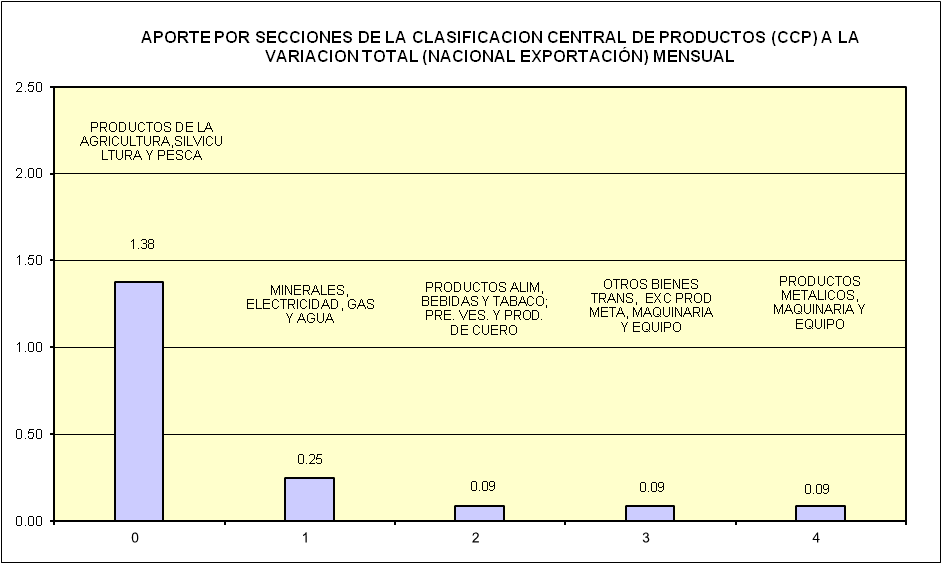 APORTE POR SECCIONES DE LA CLASIFICACION CENTRAL DE PRODUCTOS (CCP) A LA
VARIACION TOTAL (NACIONAL EXPORTACIÓN) MENSUAL
2.50
2.00
1.50
1.00
0.50
0.00
PRODUCTOS DE LA
AGRICULTURA,SILVICU
LTURA Y PESCA
1.38
MINERALES,
ELECTRICIDAD, GAS
Y AGUA
0.25
PRODUCTOS ALIM,
BEBIDAS Y TABACO;
PRE. VES. Y PROD.
DE CUERO
0.09
OTROS BIENES
TRANS, EXC PROD
META, MAQUINARIA
Y EQUIPO
0.09
PRODUCTOS
METALICOS,
MAQUINARIA Y
EQUIPO
0.09
0 1 2 3 4